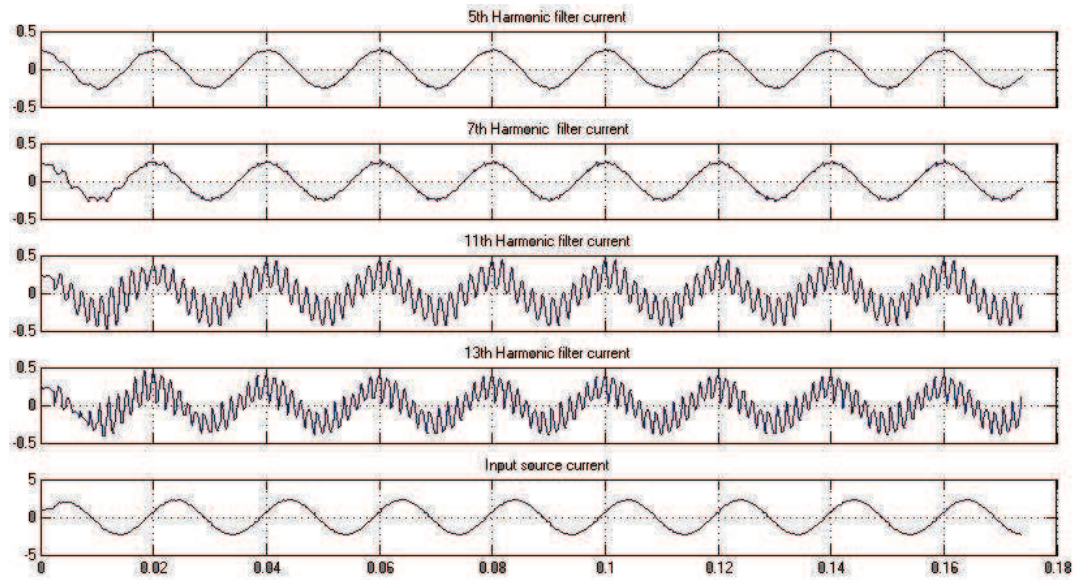 5th Harmonic filter current
0.5
0
-0.5
7th Harmonic filter current
0.5
0
-0.5
11th Harmonic filter current
0.5
0
-0.5
13th Harmonic filter current
0.5
0
-0.5
Input source current
5
0
-5
0 0.02 0.04 0.06 0.08 0.1 0.12 0.14 0.16 0.18